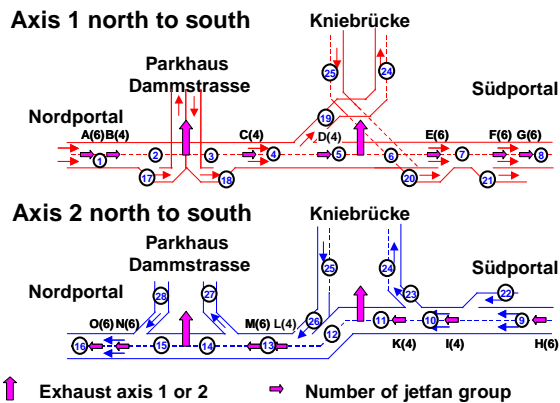 Axis 1 north to south
Kniebrücke
25
24
Parkhaus
Dammstrasse
Südportal
Nordportal
19
A(6)B(4)
C(4)
D(4)
E(6)
F(6)
G(6)
1
2
3
4
5
6
7
8
17
18
20
21
Axis 2 north to south
Kniebrücke
Parkhaus
Dammstrasse
Südportal
Nordportal
28
27
25
24
23
22
26
O(6)
N(6)
M(6)
L(4)
12
11
10
9
16
15
14
13
K(4)
I(4)
H(6)
Exhaust axis 1 or 2
Number of jetfan group